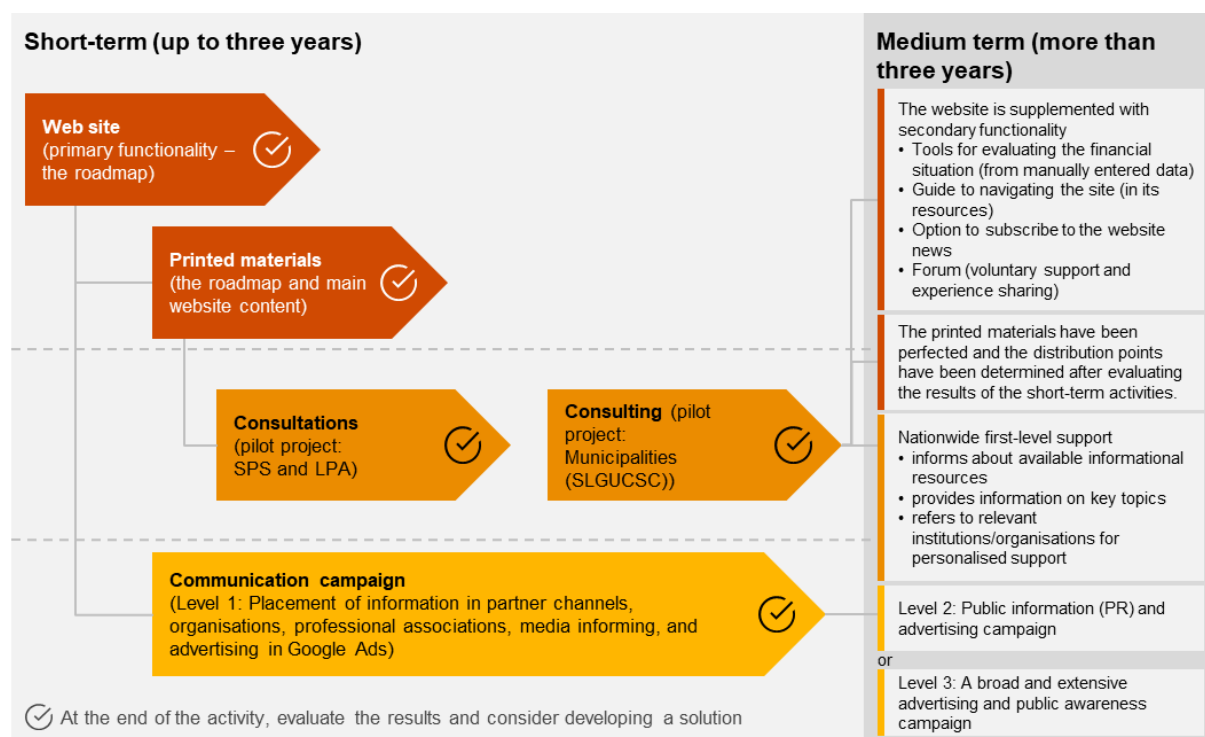 Short-term (up to three years)
Web site
(primary functionality –
the roadmap)
Printed materials
(the roadmap and main
website content)
Consultations
(pilot project:
SPS and LPA)
Consulting (pilot
project:
Municipalities
(SLGUCSC))
Communication campaign
(Level 1: Placement of information in partner channels,
organisations, professional associations, media informing, and
advertising in Google Ads)
At the end of the activity, evaluate the results and consider developing a solution
Medium term (more than
three years)
The website is supplemented with
secondary functionality
• Tools for evaluating the financial
situation (from manually entered data)
• Guide to navigating the site (in its
resources)
• Option to subscribe to the website
news
• Forum (voluntary support and
experience sharing)
The printed materials have been
perfected and the distribution points
have been determined after evaluating
the results of the short-term activities.
Nationwide first-level support
• informs about available informational
resources
• provides information on key topics
• refers to relevant
institutions/organisations for
personalised support
Level 2: Public information (PR) and
advertising campaign
or
Level 3: A broad and extensive
advertising and public awareness
campaign